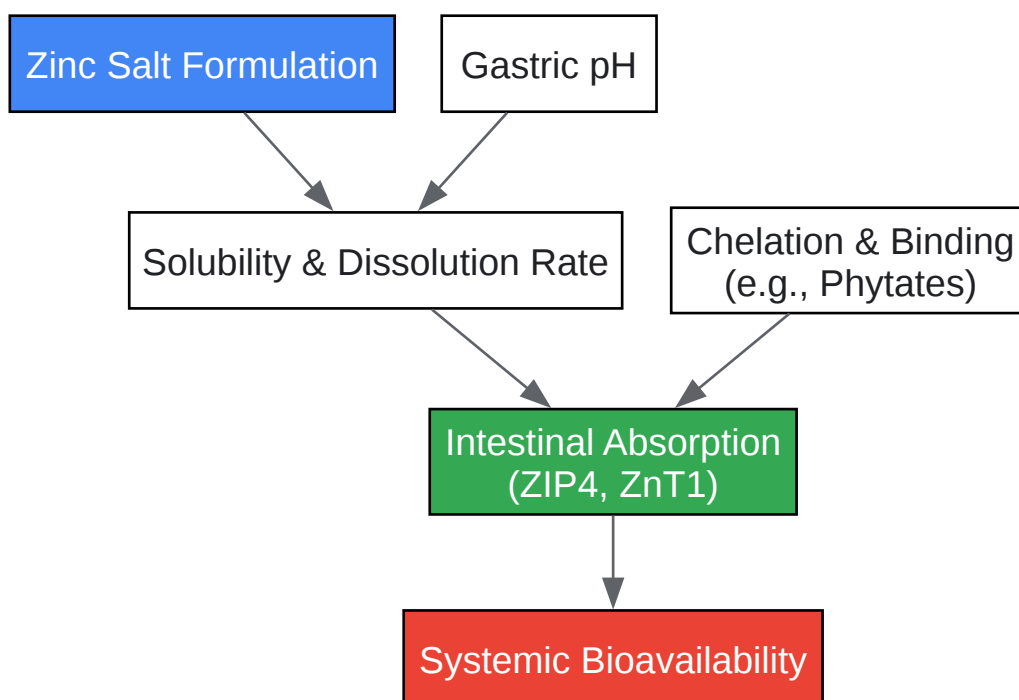 Zinc Salt Formulation
Gastric pH
Solubility & Dissolution Rate
Chelation & Binding
(e.g., Phytates)
Intestinal Absorption
(ZIP4, ZnT1)
Systemic Bioavailability